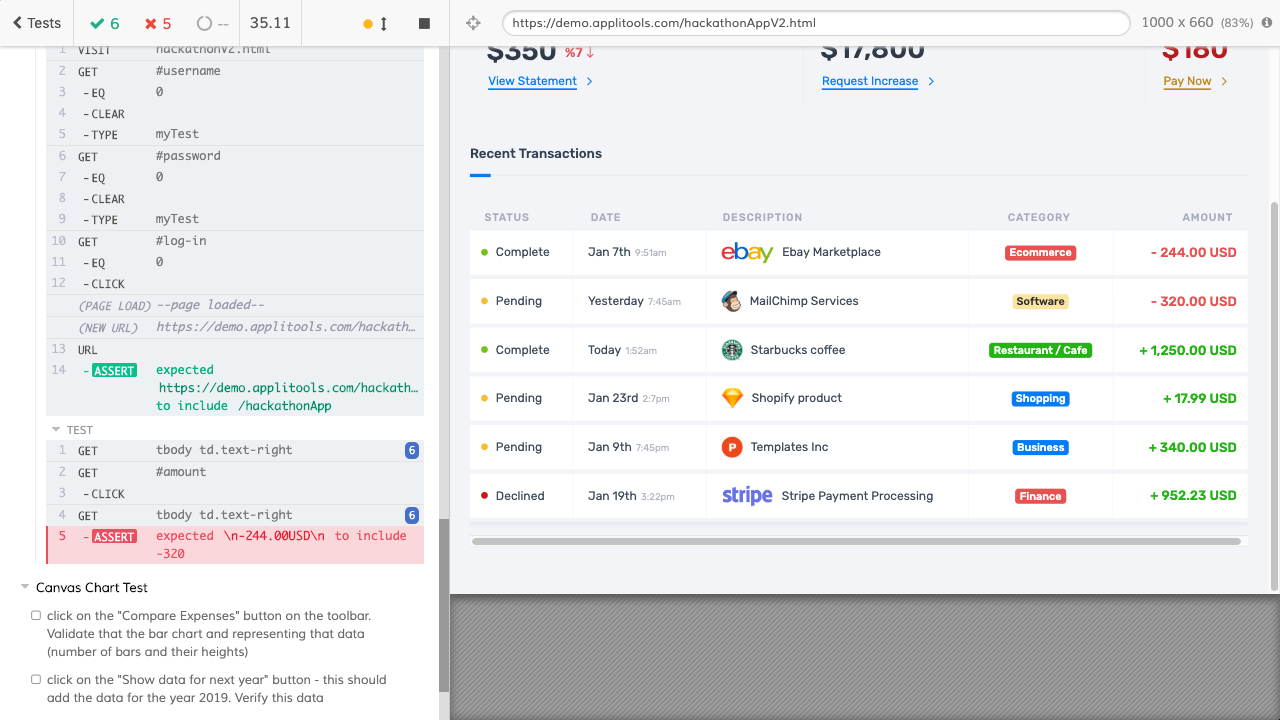 Tests
6
5
--
35.11
https://demo.applitools.com/hackathonAppV2.html
1000 x 660 (83%)
1 VISIT hackathonV2.html
2 GET #username
3 -EQ 0
4 -CLEAR
5 -TYPE myTest
6 GET #password
7 -EQ 0
8 -CLEAR
9 -TYPE myTest
10 GET #log-in
11 -EQ 0
12 -CLICK
(PAGE LOAD) --page loaded--
(NEW URL) https://demo.applitools.com/hackath…
13 URL
14 -ASSERT expected
https://demo.applitools.com/hackath…
to include /hackathonApp
TEST
1 GET tbody td.text-right 6
2 GET #amount
3 -CLICK
4 GET tbody td.text-right 6
5 -ASSERT expected \n-244.00USD\n to include
-320
Canvas Chart Test
click on the "Compare Expenses" button on the toolbar.
Validate that the bar chart and representing that data
(number of bars and their heights)
click on the "Show data for next year" button - this should
add the data for the year 2019. Verify this data
$350 %7↓ $17,800 $180
View Statement Request Increase Pay Now
Recent Transactions
STATUS DATE DESCRIPTION CATEGORY AMOUNT
Complete Jan 7th 9:51am ebay Ebay Marketplace Ecommerce - 244.00 USD
Pending Yesterday 7:45am MailChimp Services Software - 320.00 USD
Complete Today 1:52am Starbucks coffee Restaurant / Cafe + 1,250.00 USD
Pending Jan 23rd 2:7pm Shopify product Shopping + 17.99 USD
Pending Jan 9th 7:45pm P Templates Inc Business + 340.00 USD
Declined Jan 19th 3:22pm stripe Stripe Payment Processing Finance + 952.23 USD